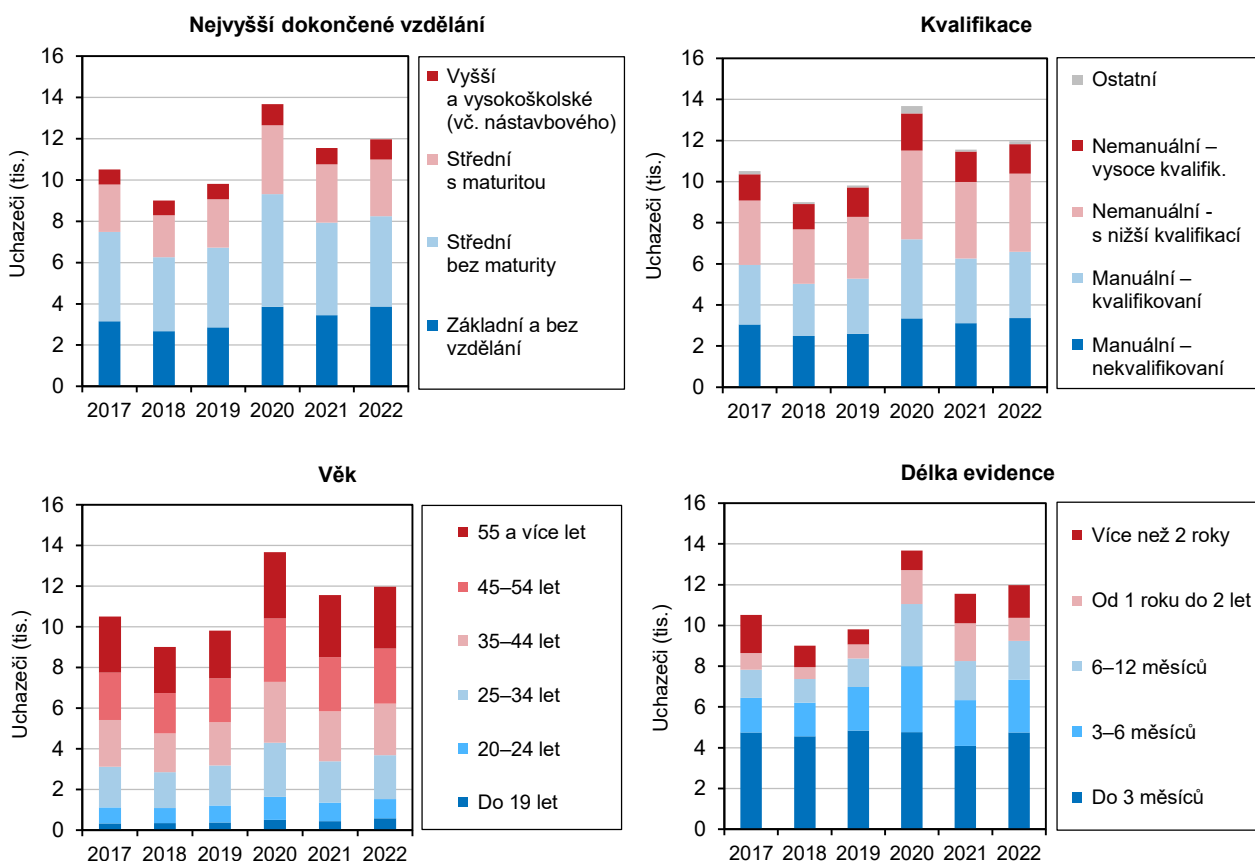 Nejvyšší dokončené vzdělání
Uchazeči (tis.)
16
14
12
10
8
6
4
2
0
2017 2018 2019 2020 2021 2022
Vyšší
a vysokoškolské
(vč. nástavbového)
Střední
s maturitou
Střední
bez maturity
Základní a bez
vzdělání
Kvalifikace
Uchazeči (tis.)
16
14
12
10
8
6
4
2
0
2017 2018 2019 2020 2021 2022
Ostatní
Nemanuální –
vysoce kvalifik.
Nemanuální -
s nižší kvalifikací
Manuální –
kvalifikovaní
Manuální –
nekvalifikovaní
Věk
Uchazeči (tis.)
16
14
12
10
8
6
4
2
0
2017 2018 2019 2020 2021 2022
55 a více let
45–54 let
35–44 let
25–34 let
20–24 let
Do 19 let
Délka evidence
Uchazeči (tis.)
16
14
12
10
8
6
4
2
0
2017 2018 2019 2020 2021 2022
Více než 2 roky
Od 1 roku do 2 let
6–12 měsíců
3–6 měsíců
Do 3 měsíců